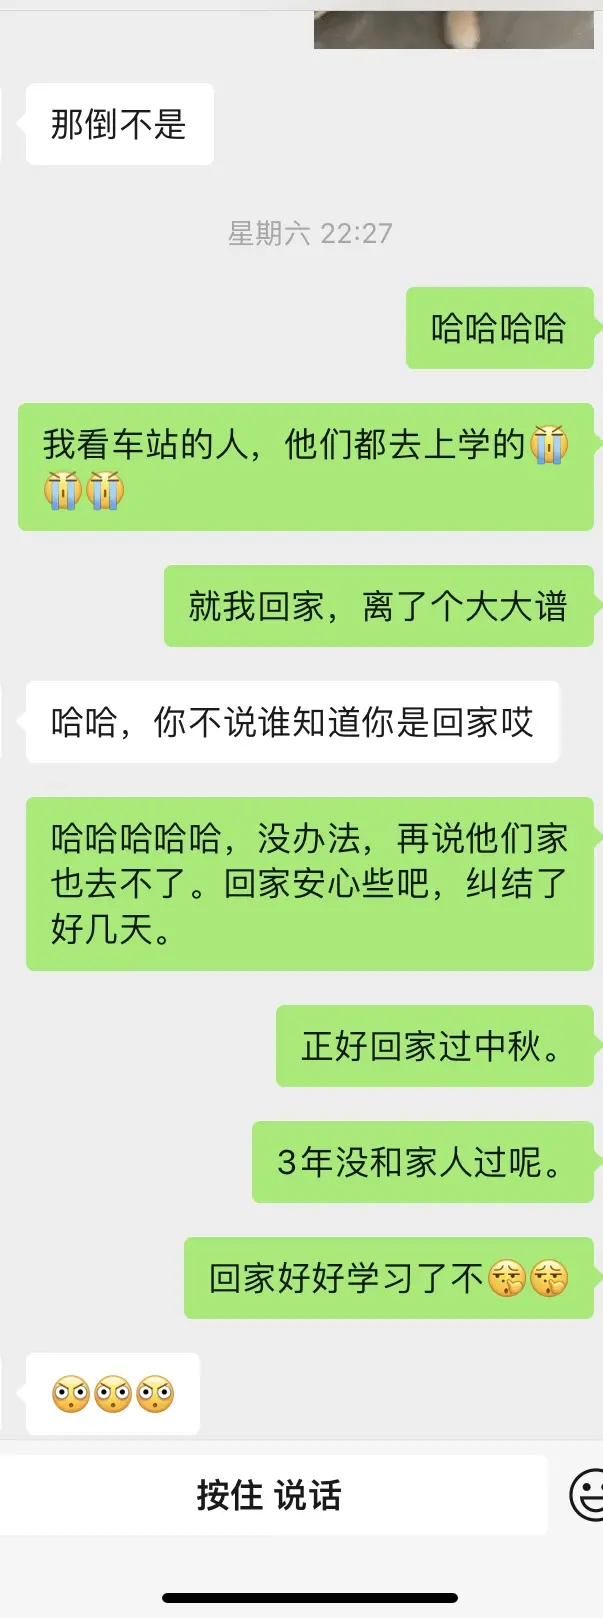 那倒不是
星期六 22:27
哈哈哈哈
我看车站的人，他们都去上学的😭
😭😭
就我回家，离了个大大谱
哈哈，你不说谁知道你是回家哎
哈哈哈哈哈，没办法，再说他们家
也去不了。回家安心些吧，纠结了
好几天。
正好回家过中秋。
3年没和家人过呢。
回家好好学习了不
按住 说话